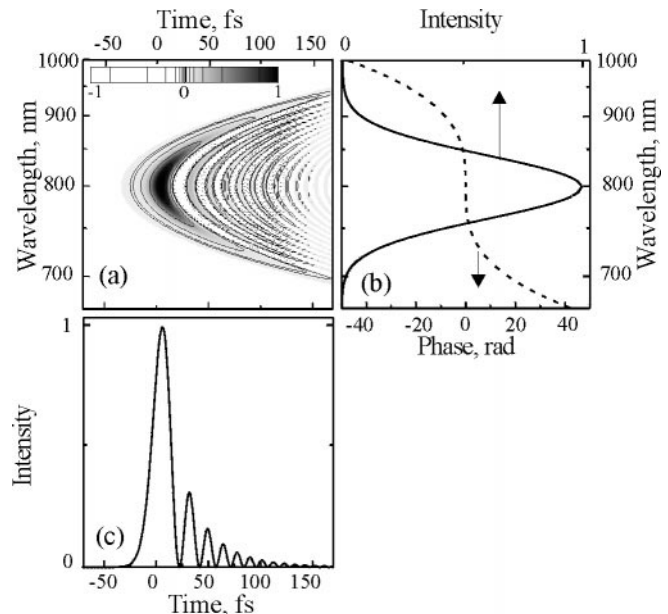 Time, fs
-50 0 50 100
Intensity
0 1
1000
900
800
700
Wavelength, nm
-1 0 1
(a)
1000
900
800
700
Wavelength, nm
(b)
-40 -20 0 20 40
Phase, rad
1
0
Intensity
(c)
-50 0 50 100 150
Time, fs